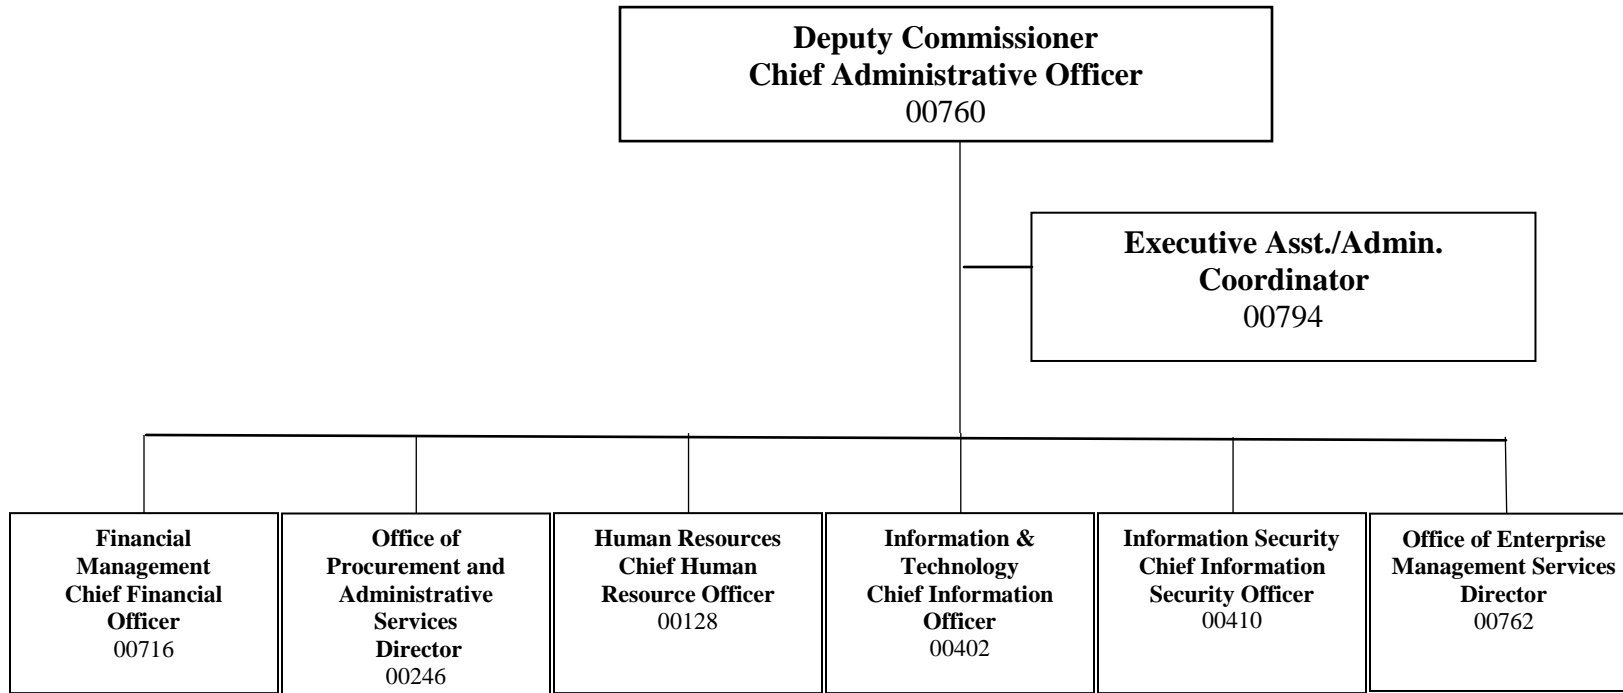 Deputy Commissioner
Chief Administrative Officer
00760
Executive Asst./Admin.
Coordinator
00794
Financial
Management
Chief Financial
Officer
00716
Office of
Procurement and
Administrative
Services
Director
00246
Human Resources
Chief Human
Resource Officer
00128
Information &
Technology
Chief Information
Officer
00402
Information Security
Chief Information
Security Officer
00410
Office of Enterprise
Management Services
Director
00762